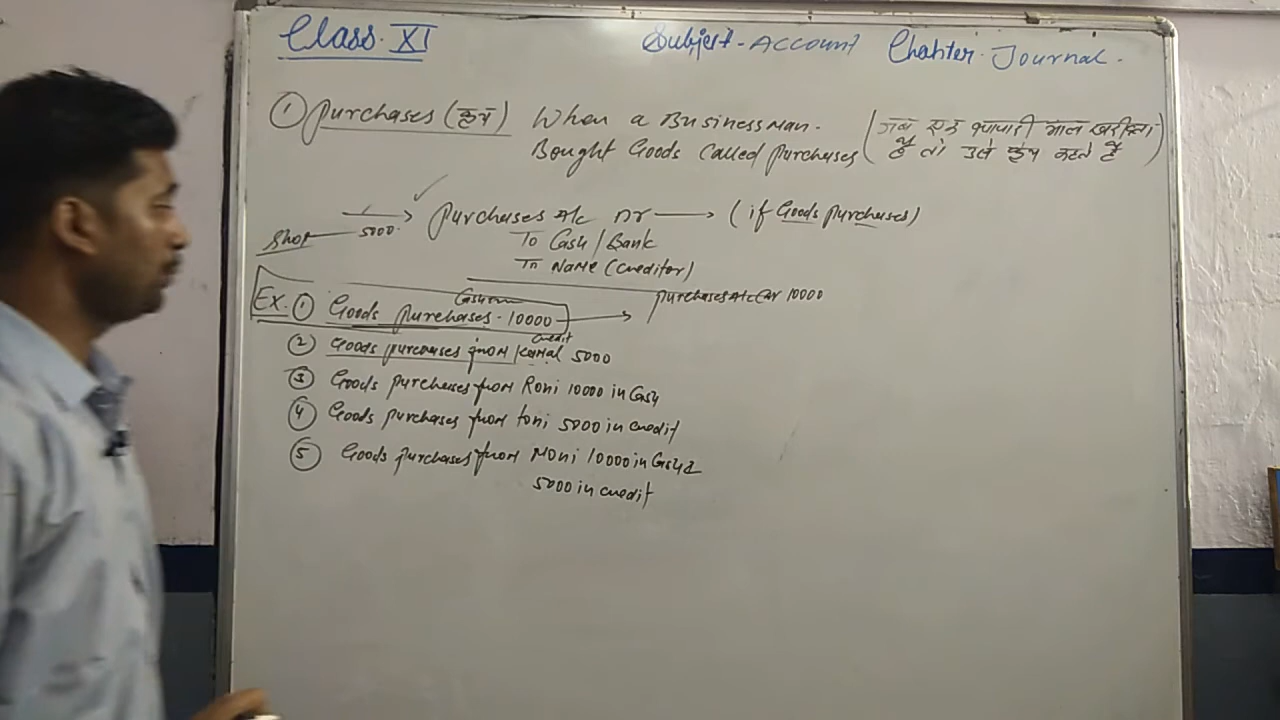 Class. XI
Subject - Account Chapter - Journal.
① Purchases (क्रय) When a Businessman.
Bought Goods Called Purchases
(जब एक व्यापारी माल खरीदता
है तो उसे क्रय कहते हैं)
Shop 5000. Purchases A/c Dr → (if Goods Purchases)
To Cash / Bank
To Name (Creditor)
Ex. ① Goods Purchases - 10000 → Purchases A/c Dr 10000
Credit
② Goods purchases from Kamal 5000
③ Goods purchases from Roni 10000 in Cash
④ Goods purchases from Toni 5000 in credit
⑤ Goods purchases from Moni 10000 in Cash &
5000 in credit